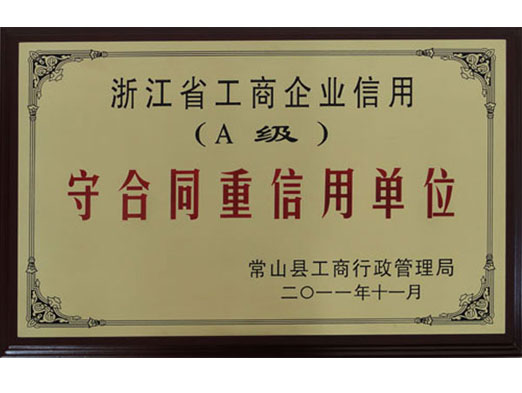 浙江省工商企业信用
(A 级)
守合同重信用单位
常山县工商行政管理局
二〇一一年十一月